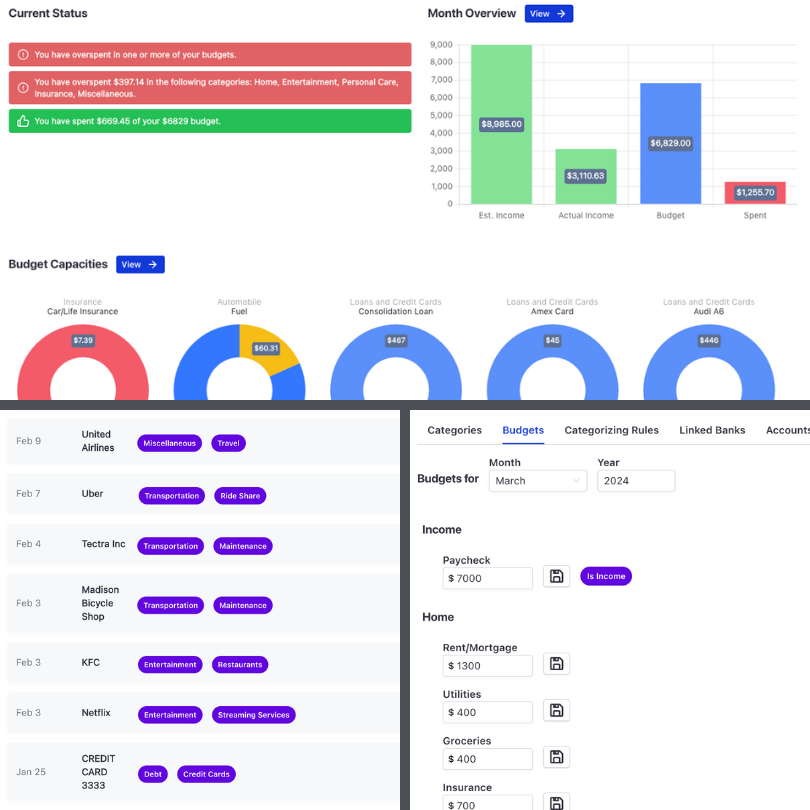 Current Status
You have overspent in one or more of your budgets.
You have overspent $397.14 in the following categories: Home, Entertainment, Personal Care,
Insurance, Miscellaneous.
You have spent $669.45 of your $6829 budget.
Month Overview View
9,000
8,000
7,000
6,000
5,000
4,000
3,000
2,000
1,000
0
$8,985.00
$3,110.63
$6,829.00
$1,255.70
Est. Income Actual Income Budget Spent
Budget Capacities View
Insurance
Car/Life Insurance
$7.39
Automobile
Fuel
$60.31
Loans and Credit Cards
Consolidation Loan
$467
Loans and Credit Cards
Amex Card
$45
Loans and Credit Cards
Audi A6
$446
Feb 9 United
Airlines Miscellaneous Travel
Feb 7 Uber Transportation Ride Share
Feb 4 Tectra Inc Transportation Maintenance
Feb 3 Madison
Bicycle
Shop Transportation Maintenance
Feb 3 KFC Entertainment Restaurants
Feb 3 Netflix Entertainment Streaming Services
Jan 25 CREDIT
CARD
3333 Debt Credit Cards
Categories Budgets Categorizing Rules Linked Banks Accounts
Month Year
Budgets for March 2024
Income
Paycheck
$ 7000 Is Income
Home
Rent/Mortgage
$ 1300
Utilities
$ 400
Groceries
$ 400
Insurance
$ 700